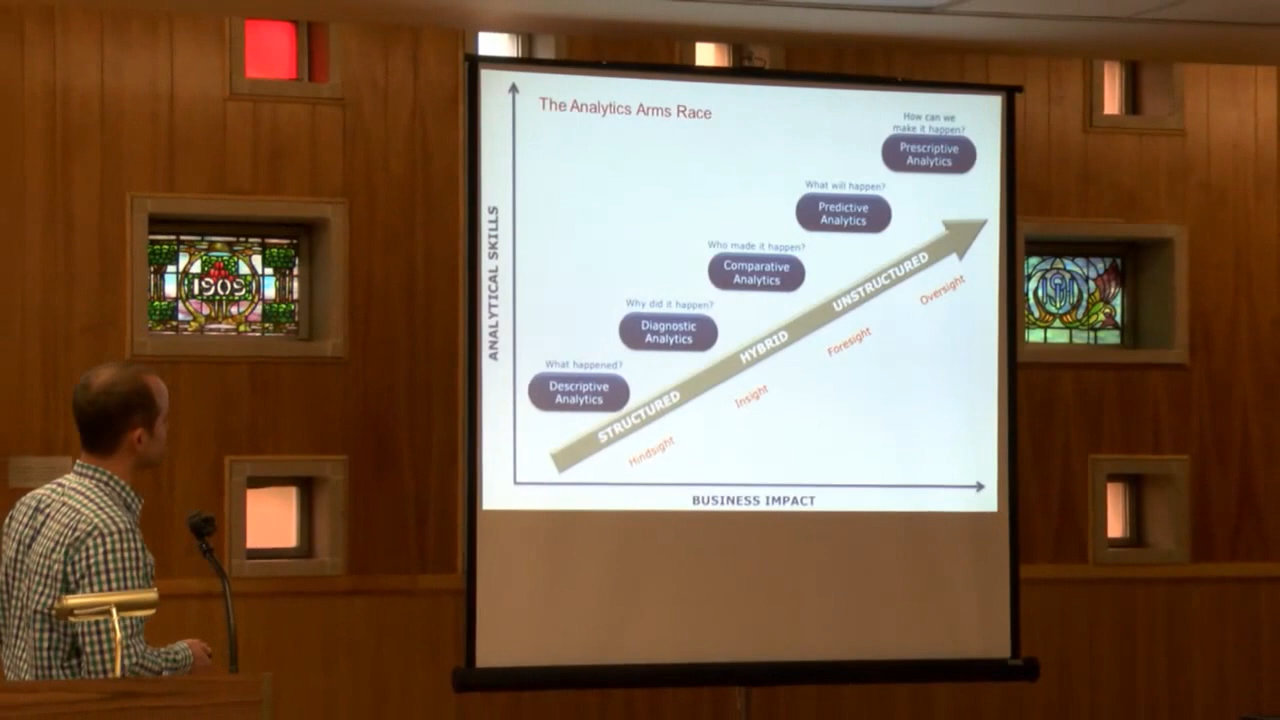 The Analytics Arms Race
How can we
make it happen?
Prescriptive
Analytics
What will happen?
Predictive
Analytics
Who made it happen?
Comparative
Analytics
Why did it happen?
Diagnostic
Analytics
What happened?
Descriptive
Analytics
STRUCTURED
HYBRID
UNSTRUCTURED
Hindsight
Insight
Foresight
Oversight
ANALYTICAL SKILLS
BUSINESS IMPACT
1909